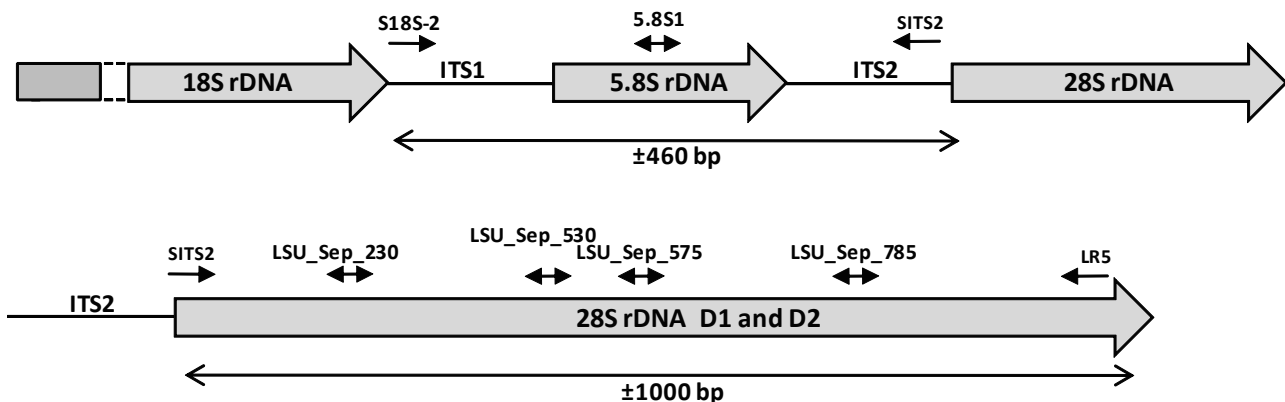 S18S-2 5.8S1 SITS2
ITS1 ITS2
18S rDNA 5.8S rDNA 28S rDNA
±460 bp
SITS2 LSU_Sep_230 LSU_Sep_530 LSU_Sep_575 LSU_Sep_785 LR5
ITS2
28S rDNA D1 and D2
±1000 bp